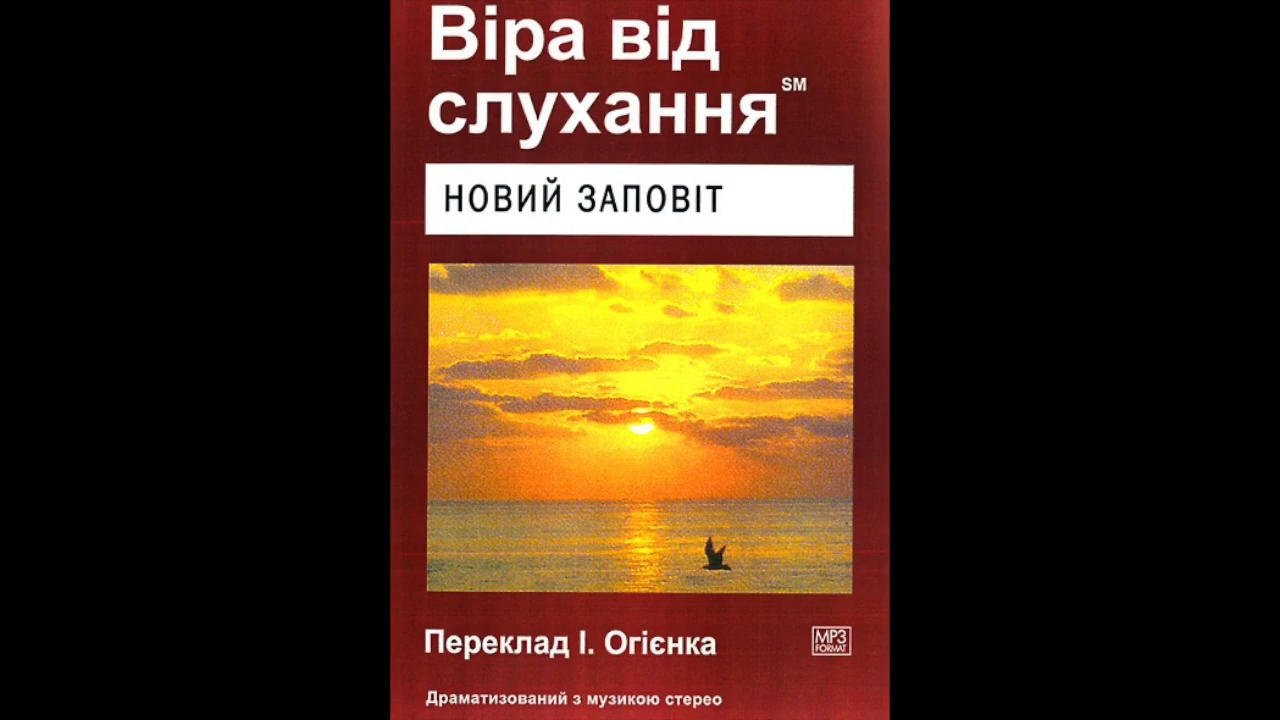 Віра від
слухання SM
НОВИЙ ЗАПОВІТ
Переклад І. Огієнка
MP3
FORMAT
Драматизований з музикою стерео